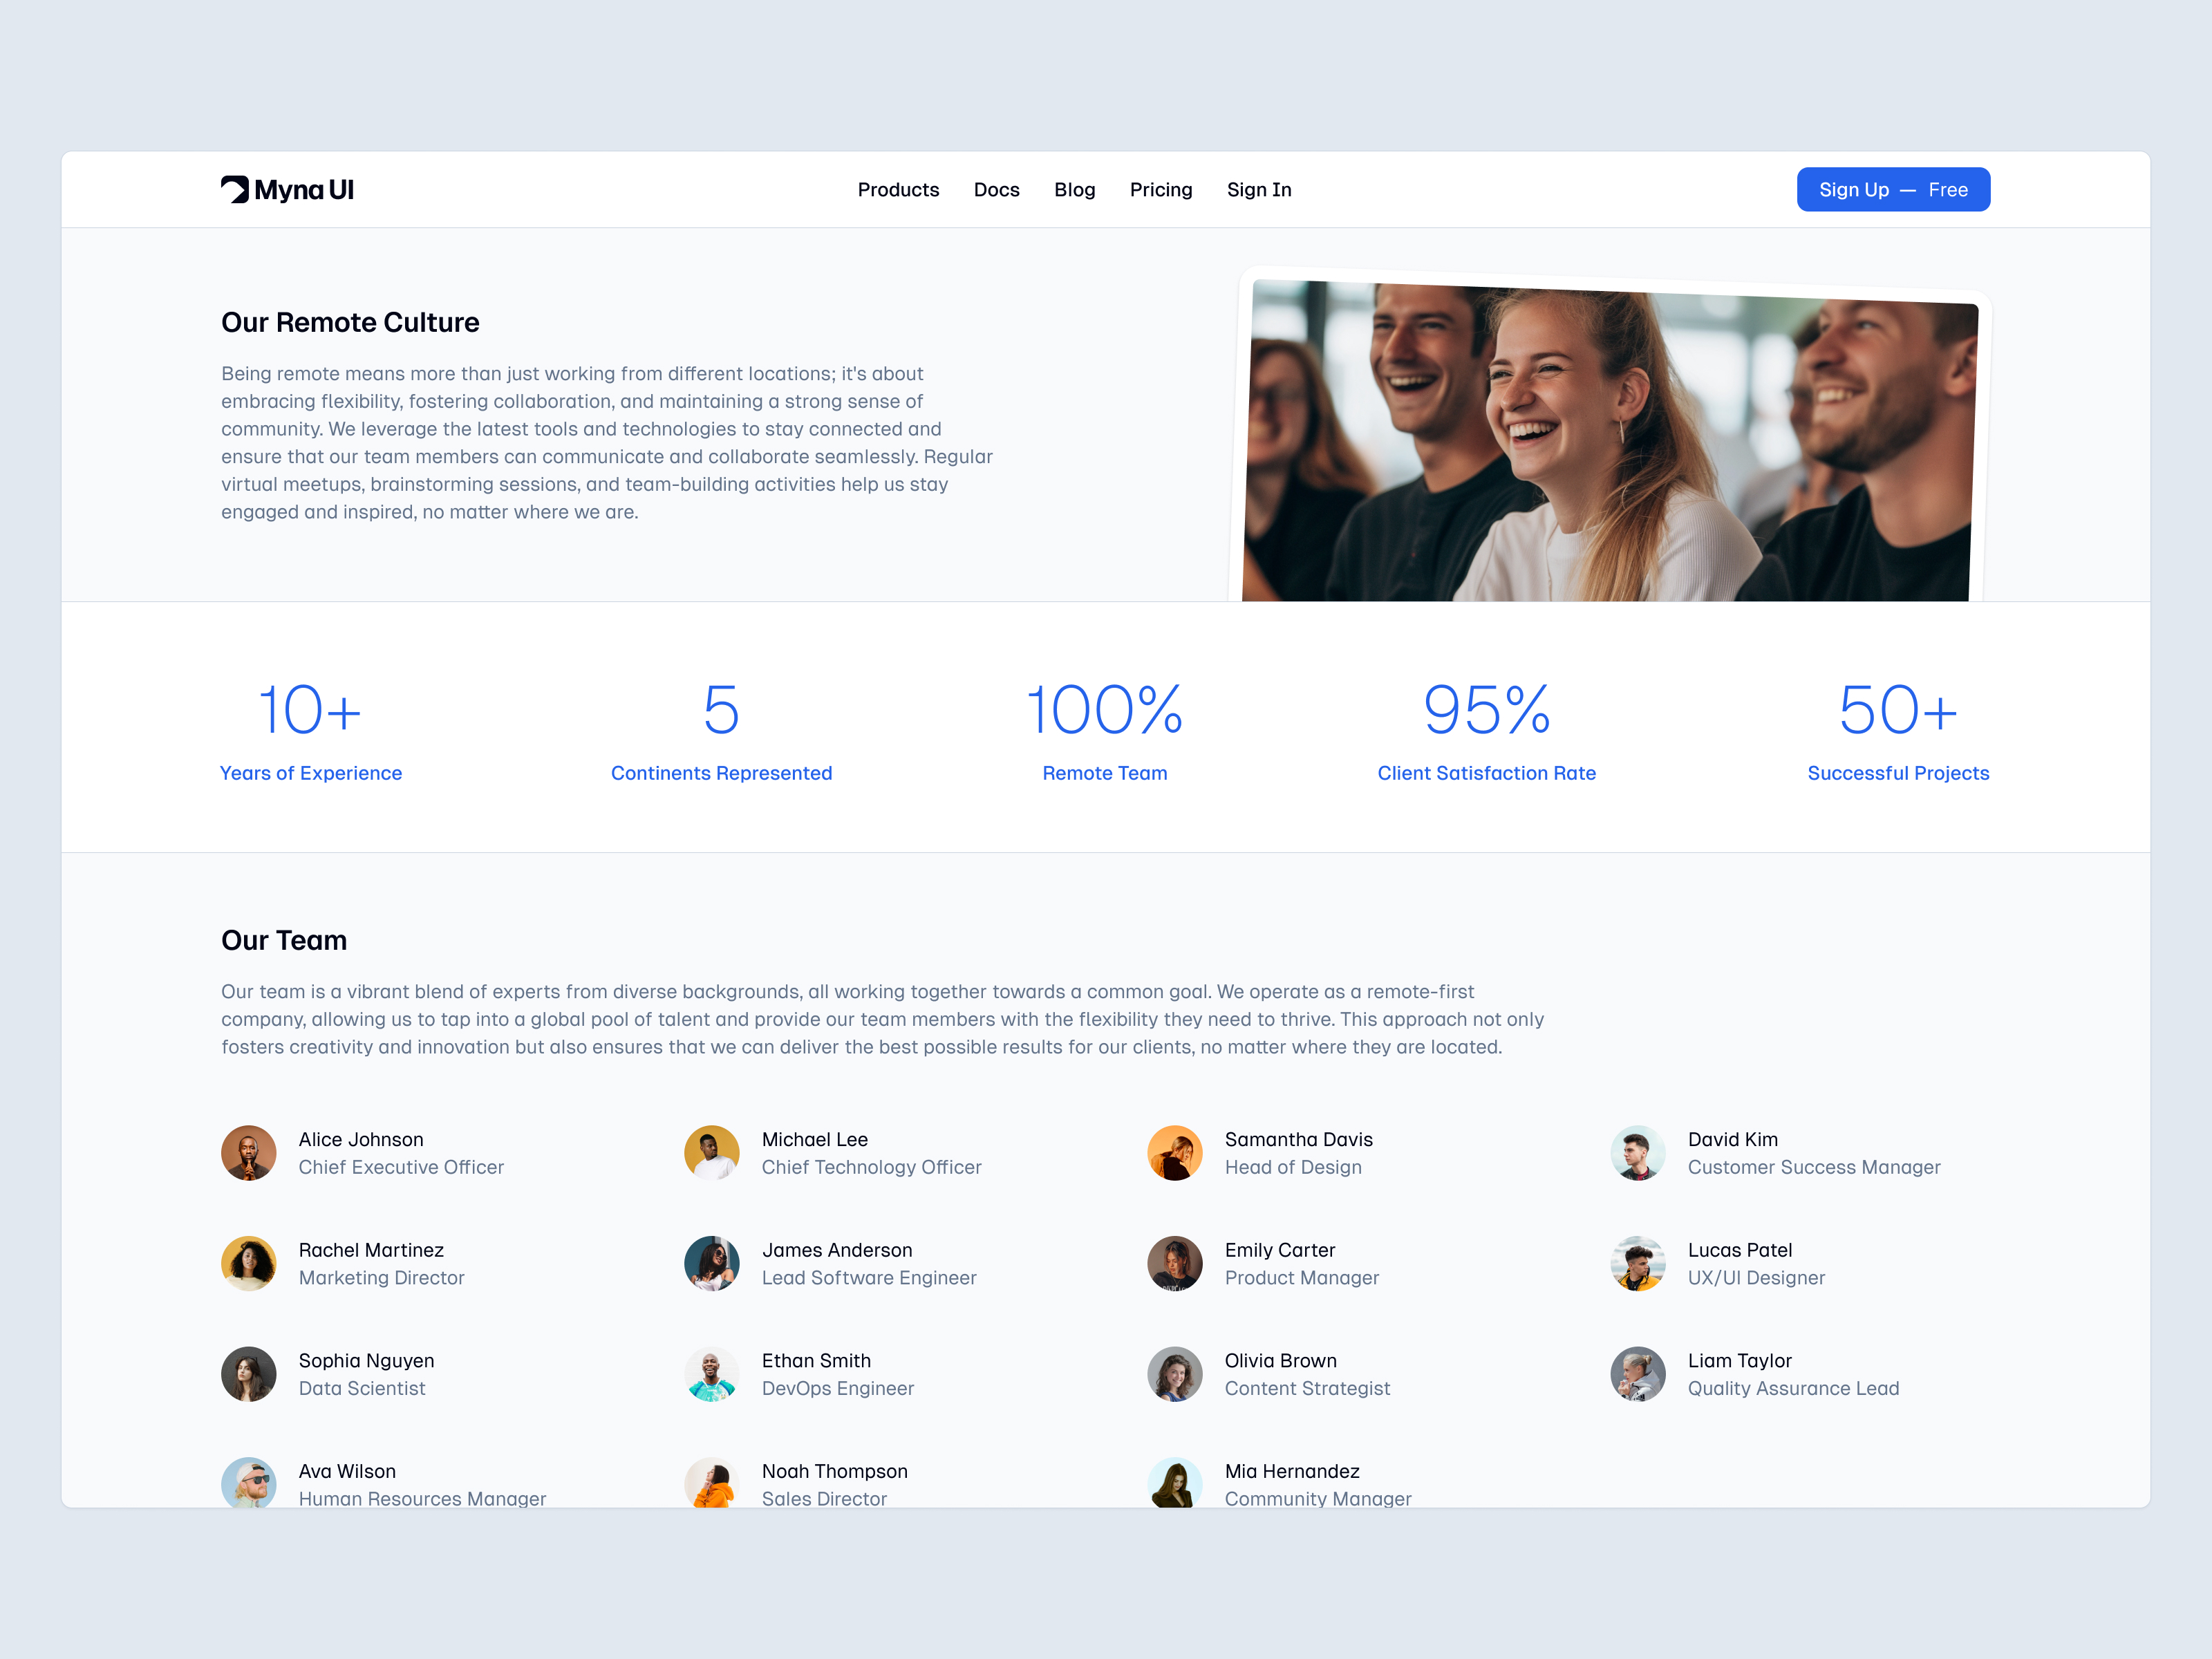 Myna UI
Products Docs Blog Pricing Sign In
Sign Up — Free
Our Remote Culture
Being remote means more than just working from different locations; it's about
embracing flexibility, fostering collaboration, and maintaining a strong sense of
community. We leverage the latest tools and technologies to stay connected and
ensure that our team members can communicate and collaborate seamlessly. Regular
virtual meetups, brainstorming sessions, and team-building activities help us stay
engaged and inspired, no matter where we are.
10+
Years of Experience
5
Continents Represented
100%
Remote Team
95%
Client Satisfaction Rate
50+
Successful Projects
Our Team
Our team is a vibrant blend of experts from diverse backgrounds, all working together towards a common goal. We operate as a remote-first
company, allowing us to tap into a global pool of talent and provide our team members with the flexibility they need to thrive. This approach not only
fosters creativity and innovation but also ensures that we can deliver the best possible results for our clients, no matter where they are located.
Alice Johnson
Chief Executive Officer
Michael Lee
Chief Technology Officer
Samantha Davis
Head of Design
David Kim
Customer Success Manager
Rachel Martinez
Marketing Director
James Anderson
Lead Software Engineer
Emily Carter
Product Manager
Lucas Patel
UX/UI Designer
Sophia Nguyen
Data Scientist
Ethan Smith
DevOps Engineer
Olivia Brown
Content Strategist
Liam Taylor
Quality Assurance Lead
Ava Wilson
Human Resources Manager
Noah Thompson
Sales Director
Mia Hernandez
Community Manager